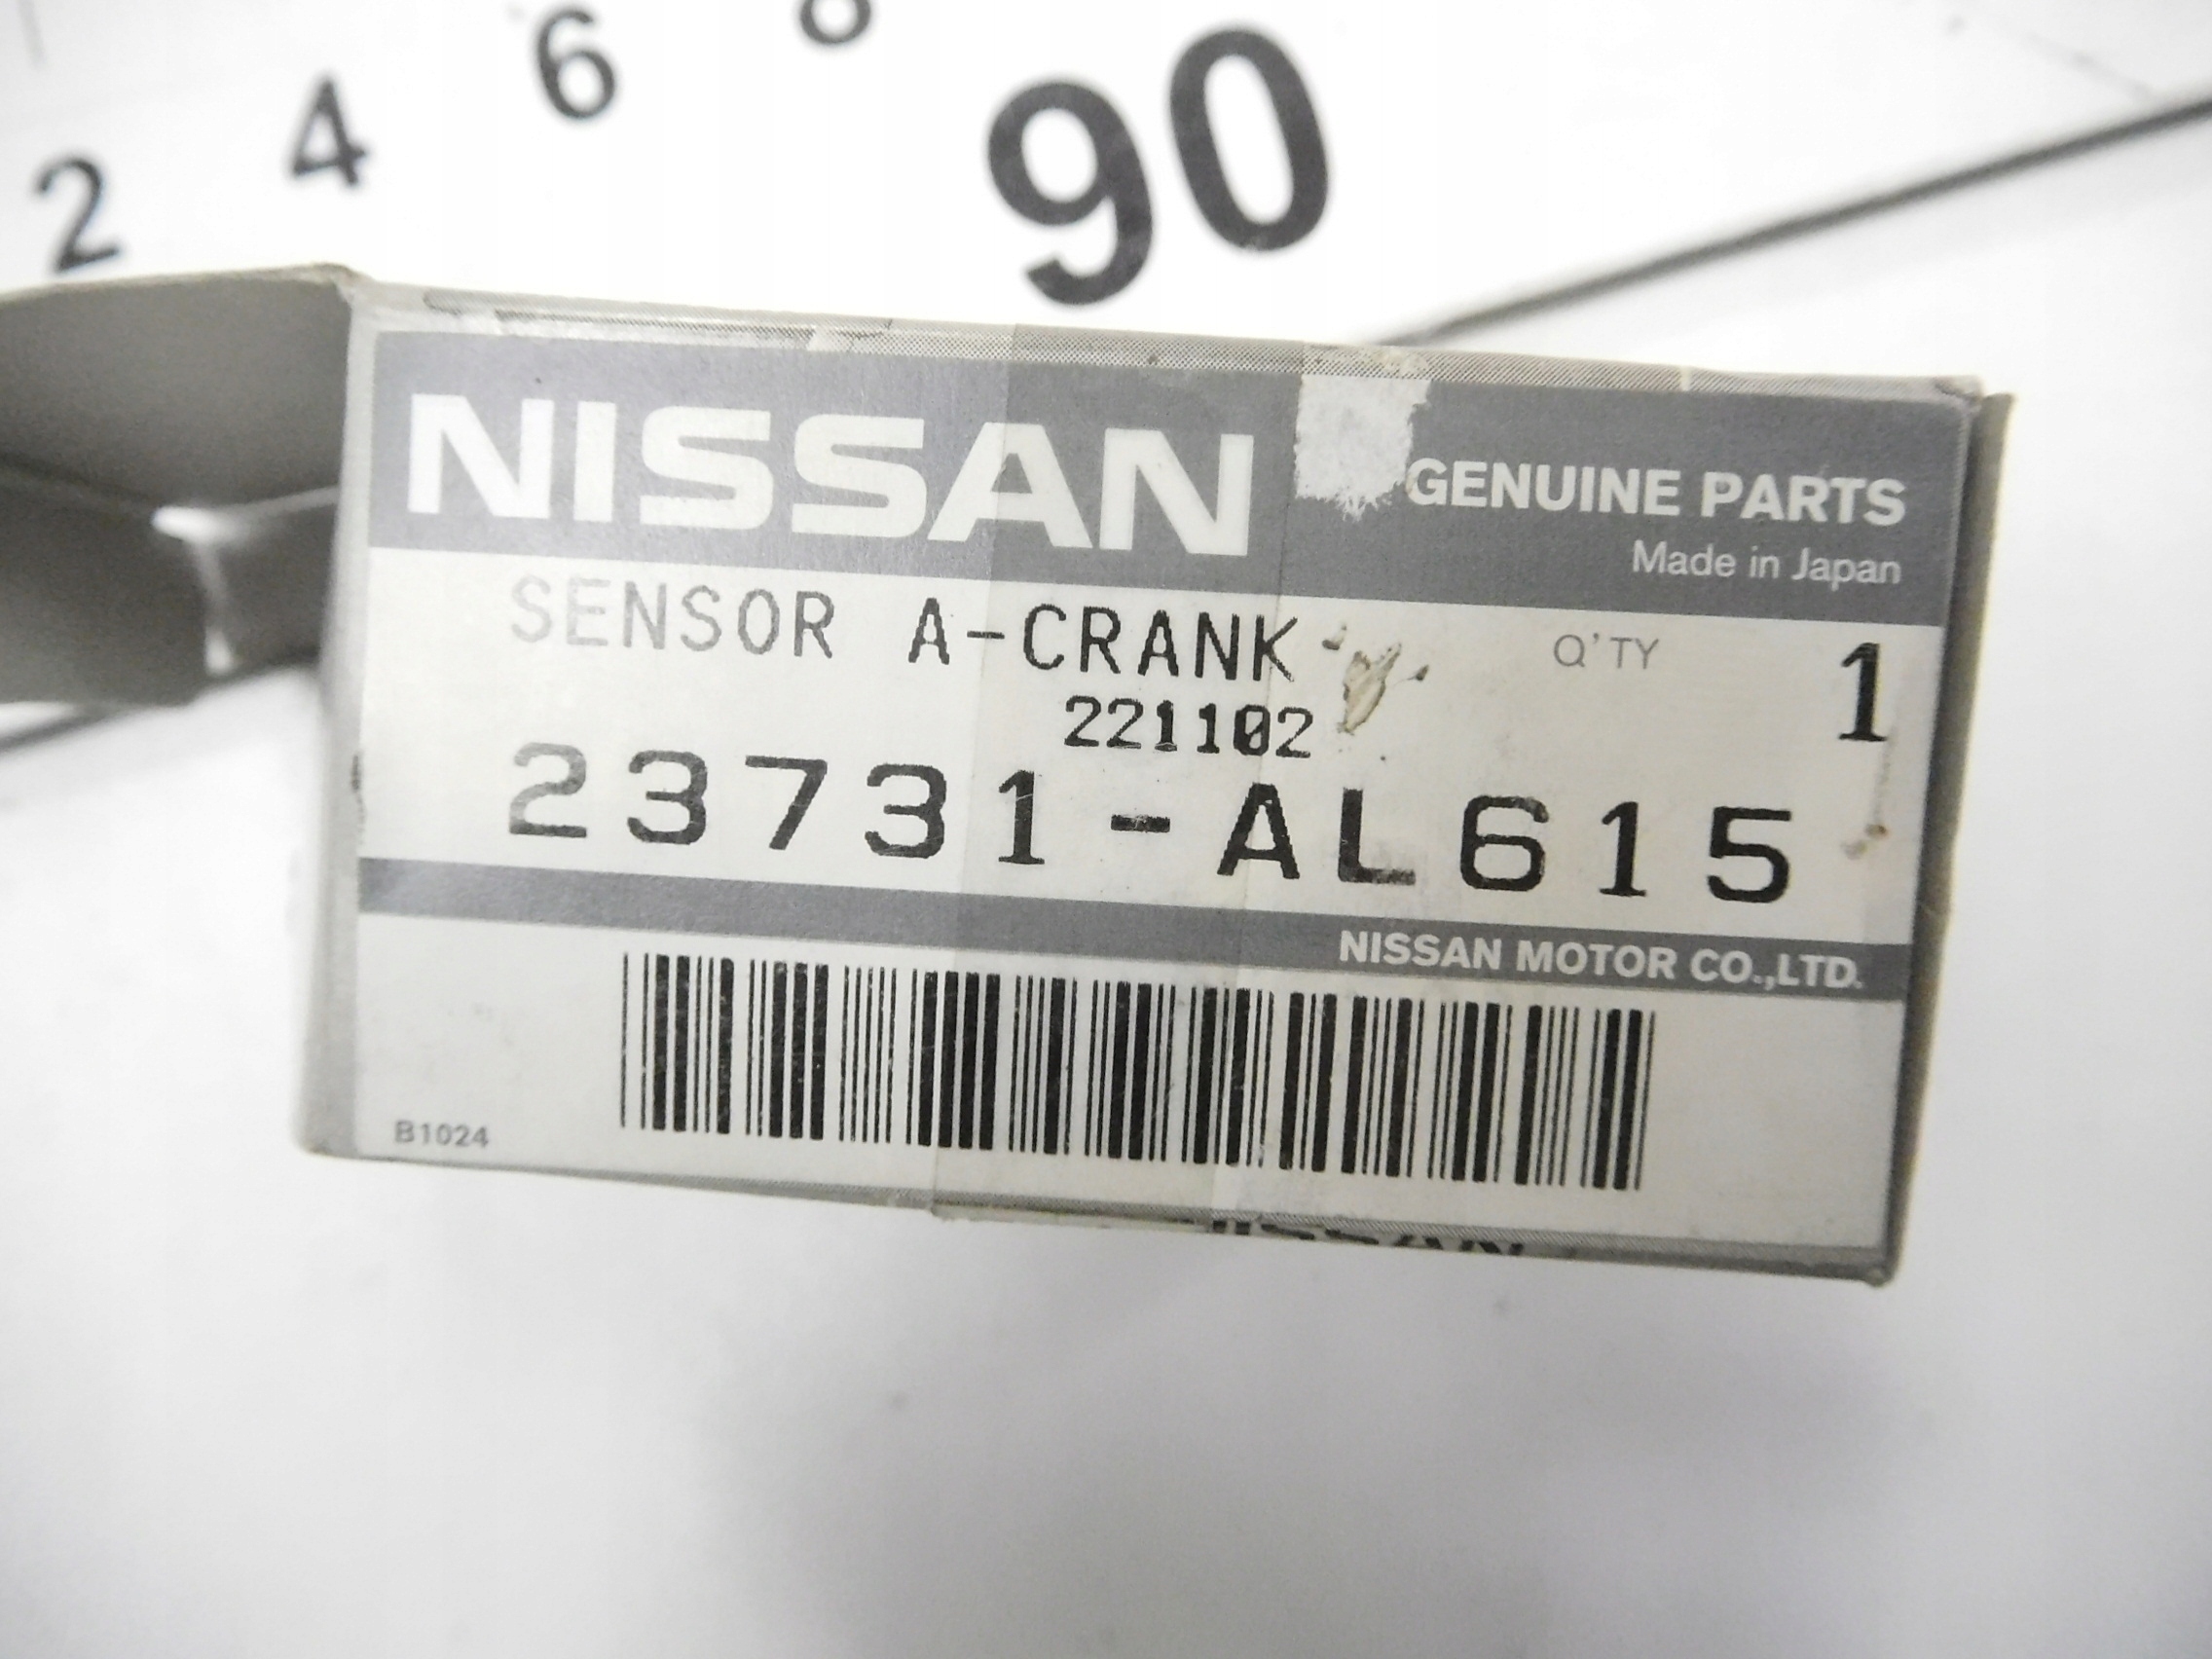 2 4 6 8
90
NISSAN GENUINE PARTS
Made in Japan
SENSOR A-CRANK Q'TY 1
221102
23731-AL615
NISSAN MOTOR CO.,LTD.
B1024
NISSAN